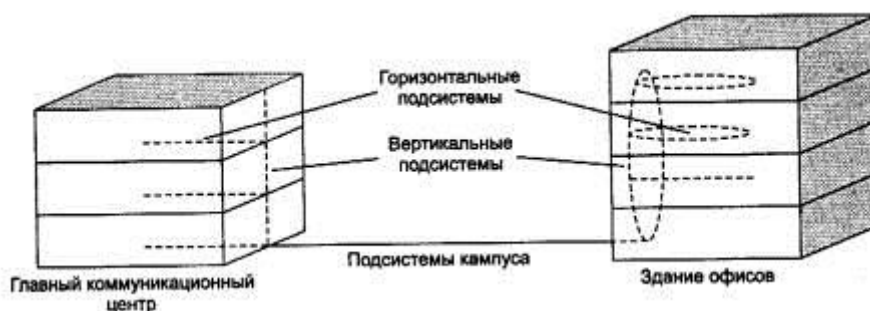 Горизонтальные
подсистемы
Вертикальные
подсистемы
Подсистемы кампуса
Главный коммуникационный
центр
Здание офисов